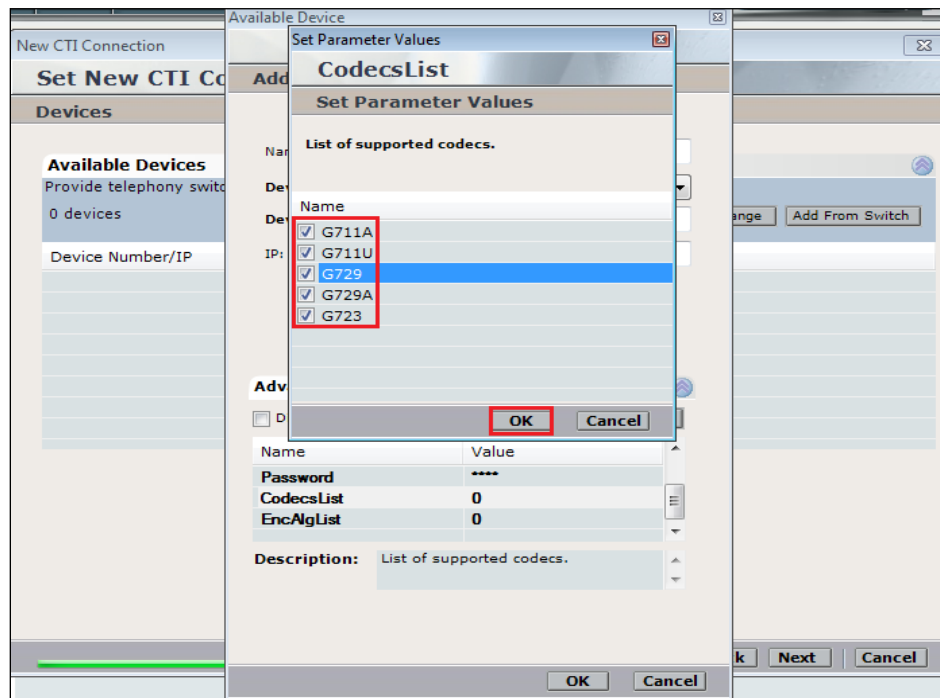 Available Device
Set Parameter Values
New CTI Connection
CodecsList
Set New CTI
Add
Set Parameter Values
Devices
List of supported codecs.
Available Devices
Provide telephony
0 devices
Name
Add From Switch
Device Number/IP
IP:
G711A
G711U
G729
G729A
G723
OK Cancel
Name Value
Password ****
CodecsList 0
EncAlgList 0
Description: List of supported codecs.
Next Cancel
OK Cancel